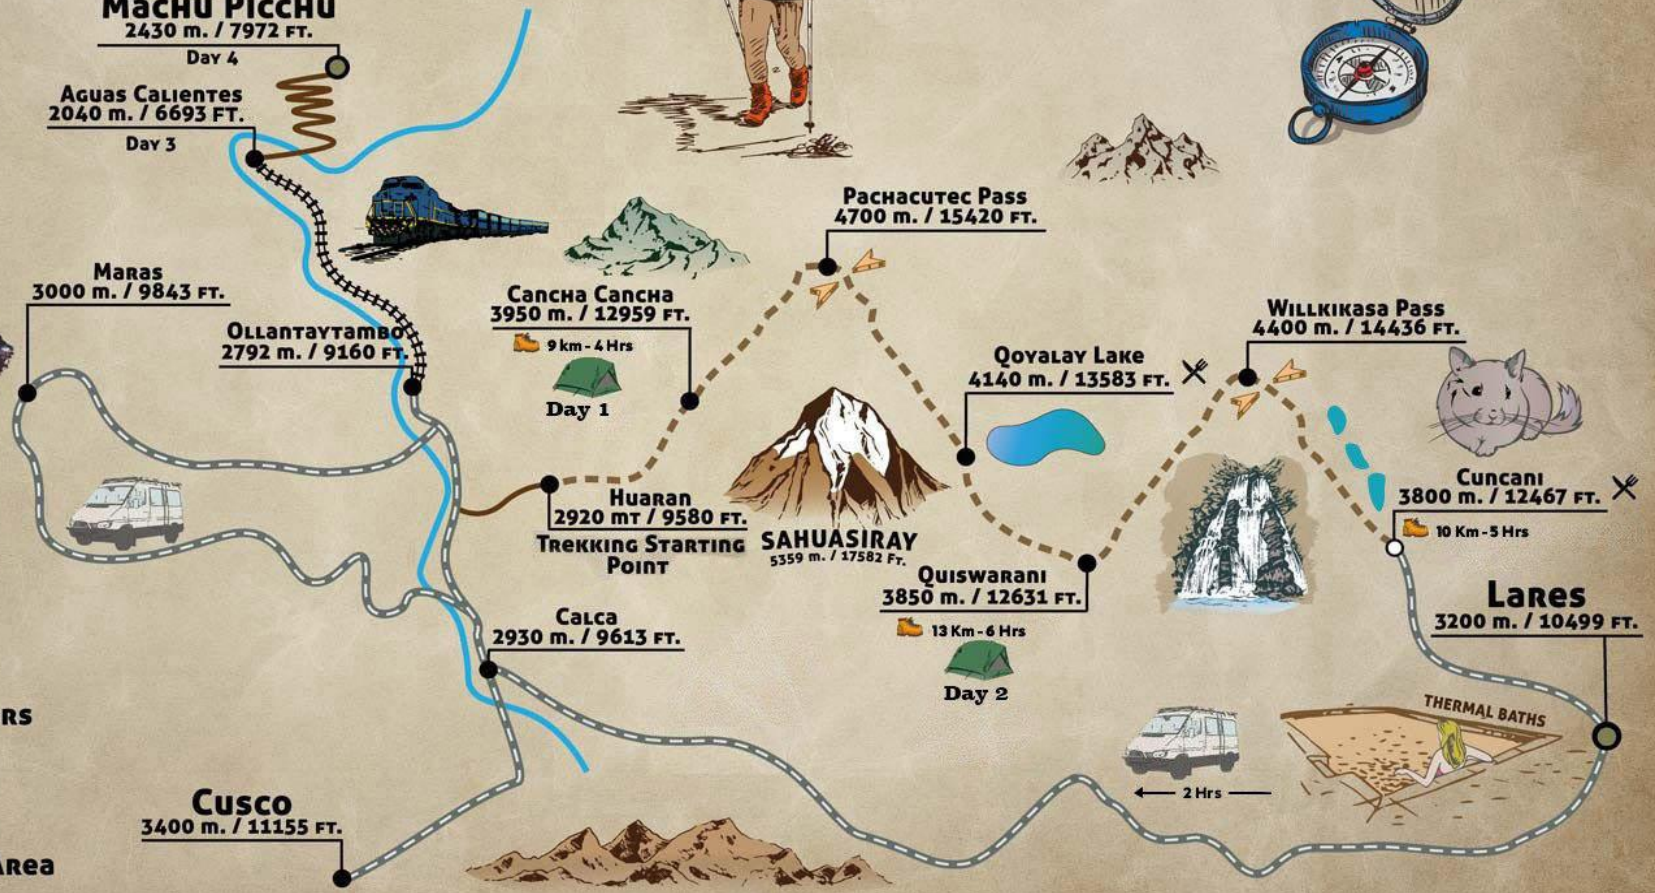 Machu Picchu
2430 m. / 7972 FT.
Day 4
Aguas Calientes
2040 m. / 6693 FT.
Day 3
Pachacutec Pass
4700 m. / 15420 FT.
Maras
3000 m. / 9843 FT.
Cancha Cancha
3950 m. / 12959 FT.
9 km - 4 Hrs
Day 1
Ollantaytambo
2792 m. / 9160 FT.
Willkikasa Pass
4400 m. / 14436 FT.
Qoyalay Lake
4140 m. / 13583 FT.
Cuncani
3800 m. / 12467 FT.
10 Km - 5 Hrs
Huaran
2920 mt / 9580 FT.
Trekking Starting
Point
SAHUASIRAY
5359 m. / 17582 Ft.
Quiswarani
3850 m. / 12631 FT.
13 Km - 6 Hrs
Day 2
Lares
3200 m. / 10499 FT.
Calca
2930 m. / 9613 FT.
THERMAL BATHS
RS
2 Hrs
Cusco
3400 m. / 11155 FT.
Area